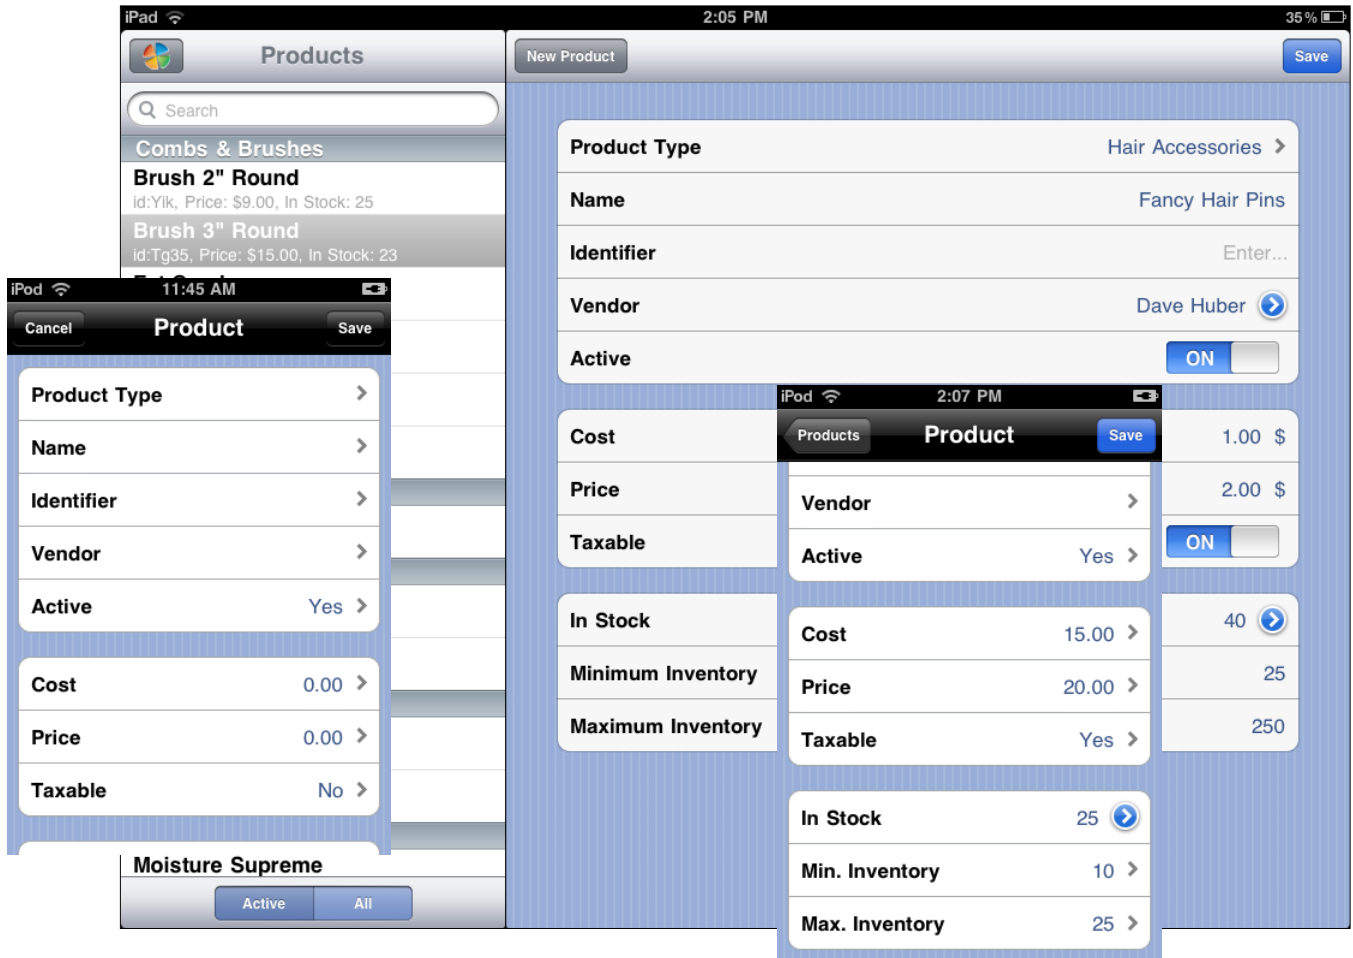 iPad 2:05 PM 35%
Products
New Product Save
Search
Combs & Brushes
Brush 2" Round
id:Yik, Price: $9.00, In Stock: 25
Brush 3" Round
id:Tg35, Price: $15.00, In Stock: 23
Moisture Supreme
Active All
Product Type Hair Accessories
Name Fancy Hair Pins
Identifier Enter...
Vendor Dave Huber
Active ON
Cost 1.00 $
Price 2.00 $
Taxable ON
In Stock 40
Minimum Inventory 25
Maximum Inventory 250
iPod 11:45 AM
Cancel Product Save
Product Type
Name
Identifier
Vendor
Active Yes
Cost 0.00
Price 0.00
Taxable No
iPod 2:07 PM
Products Product Save
Vendor
Active Yes
Cost 15.00
Price 20.00
Taxable Yes
In Stock 25
Min. Inventory 10
Max. Inventory 25